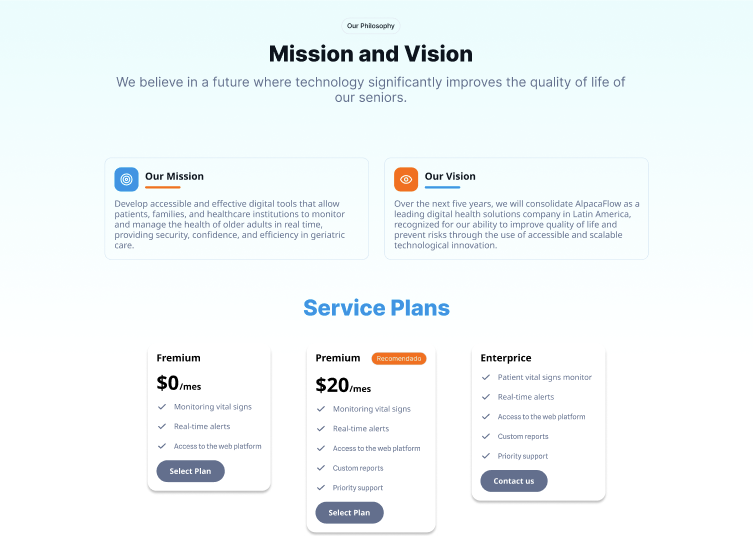 Our Philosophy
Mission and Vision
We believe in a future where technology significantly improves the quality of life of
our seniors.
Our Mission
Develop accessible and effective digital tools that allow
patients, families, and healthcare institutions to monitor
and manage the health of older adults in real time,
providing security, confidence, and efficiency in geriatric
care.
Our Vision
Over the next five years, we will consolidate AlpacaFlow as a
leading digital health solutions company in Latin America,
recognized for our ability to improve quality of life and
prevent risks through the use of accessible and scalable
technological innovation.
Service Plans
Fremium
$0/mes
Monitoring vital signs
Real-time alerts
Access to the web platform
Select Plan
Premium
Recomendado
$20/mes
Monitoring vital signs
Real-time alerts
Access to the web platform
Custom reports
Priority support
Select Plan
Enterprice
Patient vital signs monitor
Real-time alerts
Access to the web platform
Custom reports
Priority support
Contact us